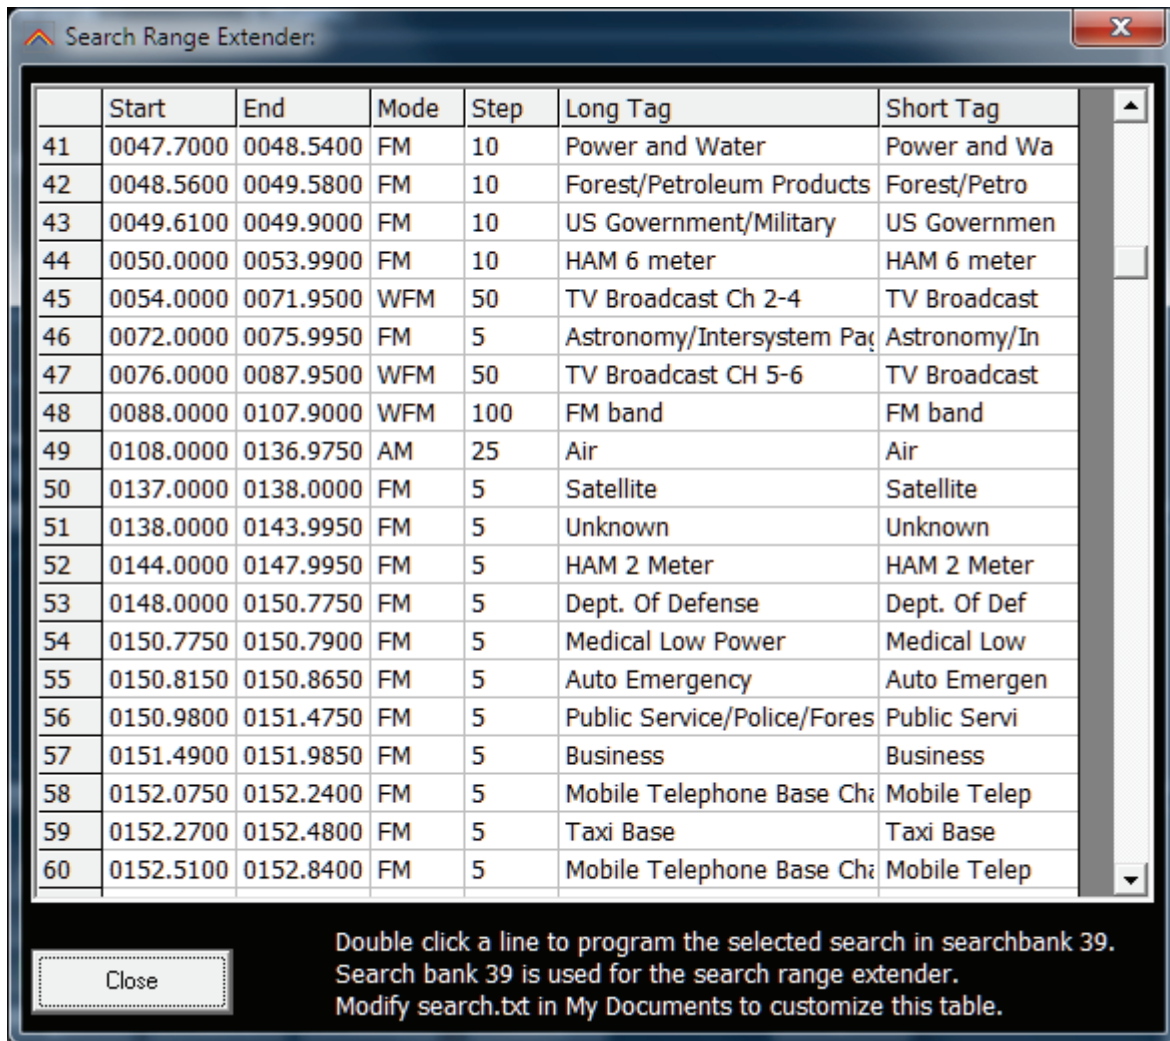 Search Range Extender:
Start End Mode Step Long Tag Short Tag
41 0047.7000 0048.5400 FM 10 Power and Water Power and Wa
42 0048.5600 0049.5800 FM 10 Forest/Petroleum Products Forest/Petro
43 0049.6100 0049.9000 FM 10 US Government/Military US Governmen
44 0050.0000 0053.9900 FM 10 HAM 6 meter HAM 6 meter
45 0054.0000 0071.9500 WFM 50 TV Broadcast Ch 2-4 TV Broadcast
46 0072.0000 0075.9950 FM 5 Astronomy/Intersystem Pag Astronomy/In
47 0076.0000 0087.9500 WFM 50 TV Broadcast CH 5-6 TV Broadcast
48 0088.0000 0107.9000 WFM 100 FM band FM band
49 0108.0000 0136.9750 AM 25 Air Air
50 0137.0000 0138.0000 FM 5 Satellite Satellite
51 0138.0000 0143.9950 FM 5 Unknown Unknown
52 0144.0000 0147.9950 FM 5 HAM 2 Meter HAM 2 Meter
53 0148.0000 0150.7750 FM 5 Dept. Of Defense Dept. Of Def
54 0150.7750 0150.7900 FM 5 Medical Low Power Medical Low
55 0150.8150 0150.8650 FM 5 Auto Emergency Auto Emergen
56 0150.9800 0151.4750 FM 5 Public Service/Police/Fores Public Servi
57 0151.4900 0151.9850 FM 5 Business Business
58 0152.0750 0152.2400 FM 5 Mobile Telephone Base Cha Mobile Telep
59 0152.2700 0152.4800 FM 5 Taxi Base Taxi Base
60 0152.5100 0152.8400 FM 5 Mobile Telephone Base Cha Mobile Telep
Double click a line to program the selected search in searchbank 39.
Search bank 39 is used for the search range extender.
Modify search.txt in My Documents to customize this table.
Close